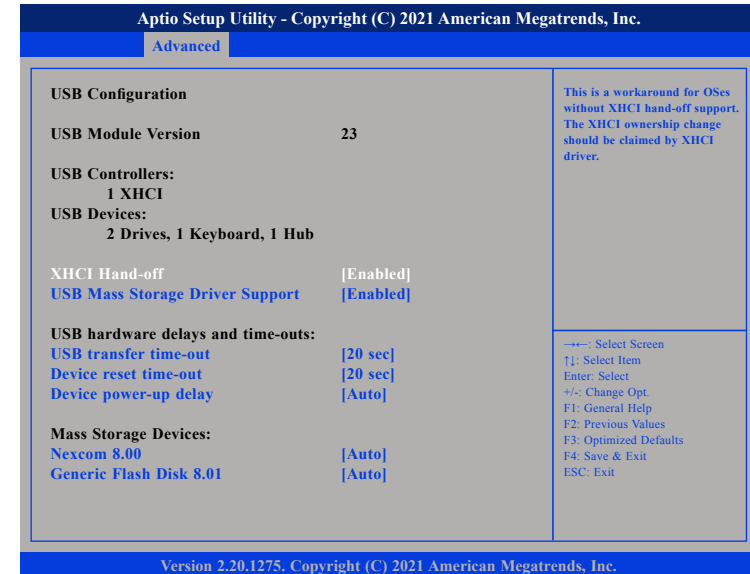 Aptio Setup Utility - Copyright (C) 2021 American Megatrends, Inc.
Advanced
USB Configuration
USB Module Version 23
USB Controllers:
1 XHCI
USB Devices:
2 Drives, 1 Keyboard, 1 Hub
XHCI Hand-off [Enabled]
USB Mass Storage Driver Support [Enabled]
USB hardware delays and time-outs:
USB transfer time-out [20 sec]
Device reset time-out [20 sec]
Device power-up delay [Auto]
Mass Storage Devices:
Nexcom 8.00 [Auto]
Generic Flash Disk 8.01 [Auto]
This is a workaround for OSes
without XHCI hand-off support.
The XHCI ownership change
should be claimed by XHCI
driver.
→←: Select Screen
↑↓: Select Item
Enter: Select
+/-: Change Opt.
F1: General Help
F2: Previous Values
F3: Optimized Defaults
F4: Save & Exit
ESC: Exit
Version 2.20.1275. Copyright (C) 2021 American Megatrends, Inc.